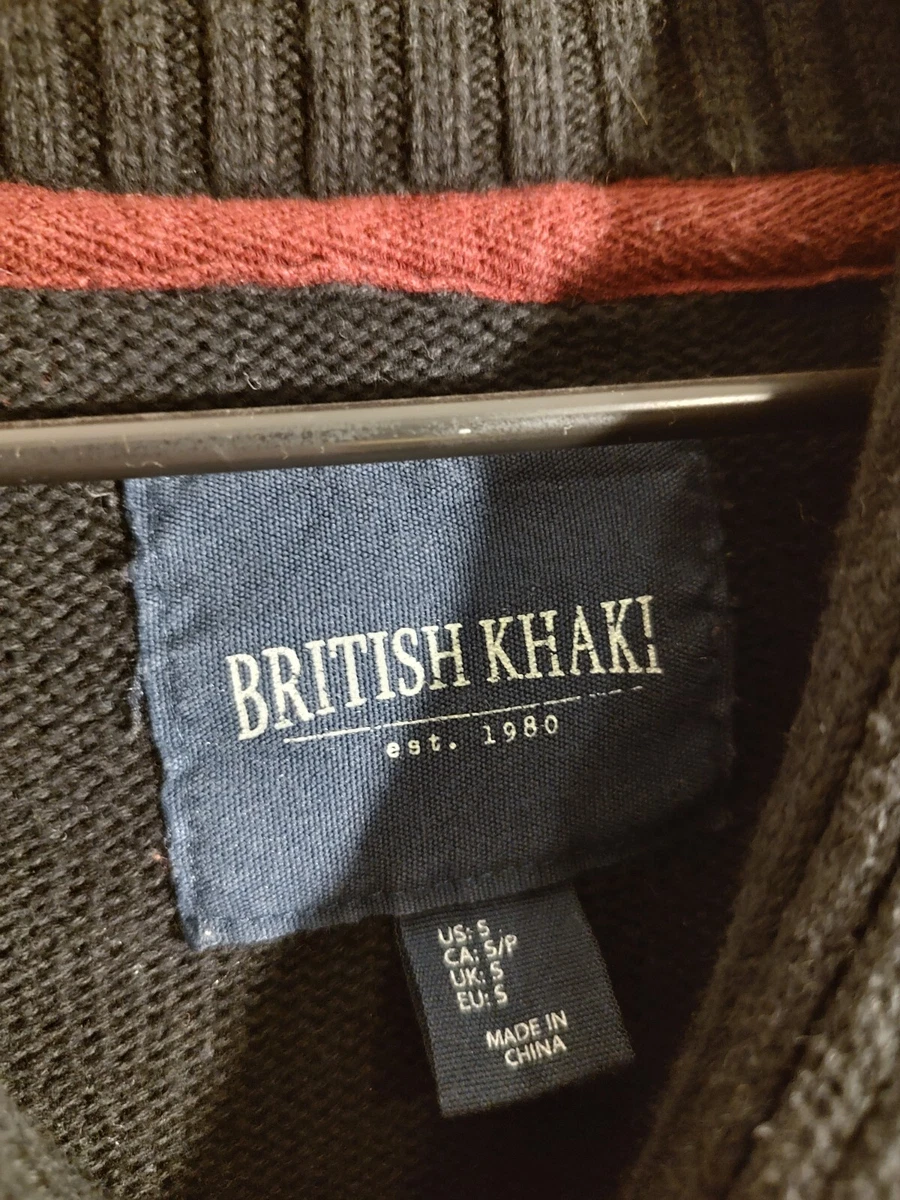 BRITISH KHAKI
est. 1980
US: S
CA: S/P
UK: S
EU: S
MADE IN
CHINA